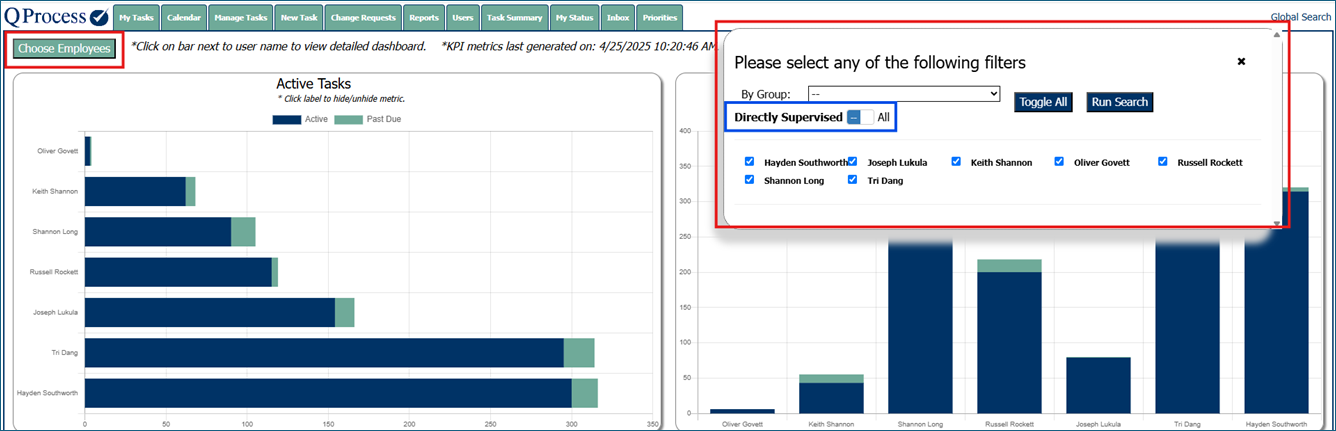 QProcess
My Tasks
Calendar
Manage Tasks
New Task
Change Requests
Reports
Users
Task Summary
My Status
Inbox
Priorities
Global Search
Choose Employees
*Click on bar next to user name to view detailed dashboard.
*KPI metrics last generated on: 4/25/2025 10:20:46 AM
Active Tasks
* Click label to hide/unhide metric.
Active
Past Due
Oliver Govett
Keith Shannon
Shannon Long
Russell Rockett
Joseph Lukula
Tri Dang
Hayden Southworth
0 50 100 150 200 250 300 350
Please select any of the following filters
By Group: --
Toggle All
Run Search
Directly Supervised -- All
Hayden Southworth
Joseph Lukula
Keith Shannon
Oliver Govett
Russell Rockett
Shannon Long
Tri Dang
400
350
300
250
200
150
100
50
0
Oliver Govett
Keith Shannon
Shannon Long
Russell Rockett
Joseph Lukula
Tri Dang
Hayden Southworth